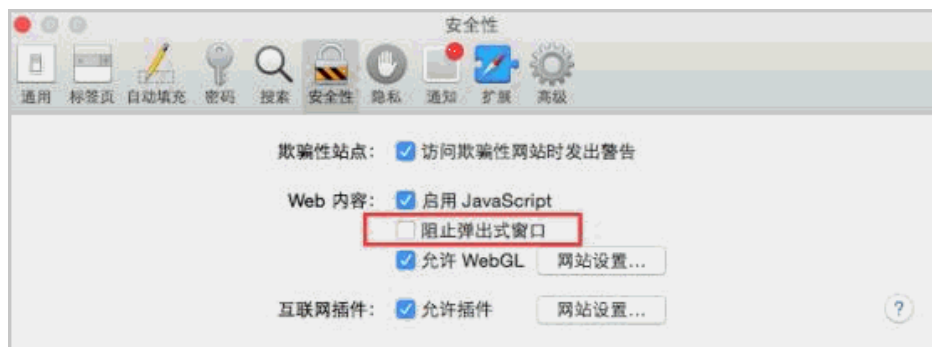 安全性
通用 标签页 自动填充 密码 搜索 安全性 隐私 通知 扩展 高级
欺骗性站点: 访问欺骗性网站时发出警告
Web 内容: 启用 JavaScript
阻止弹出式窗口
允许 WebGL 网站设置...
互联网插件: 允许插件 网站设置... ?